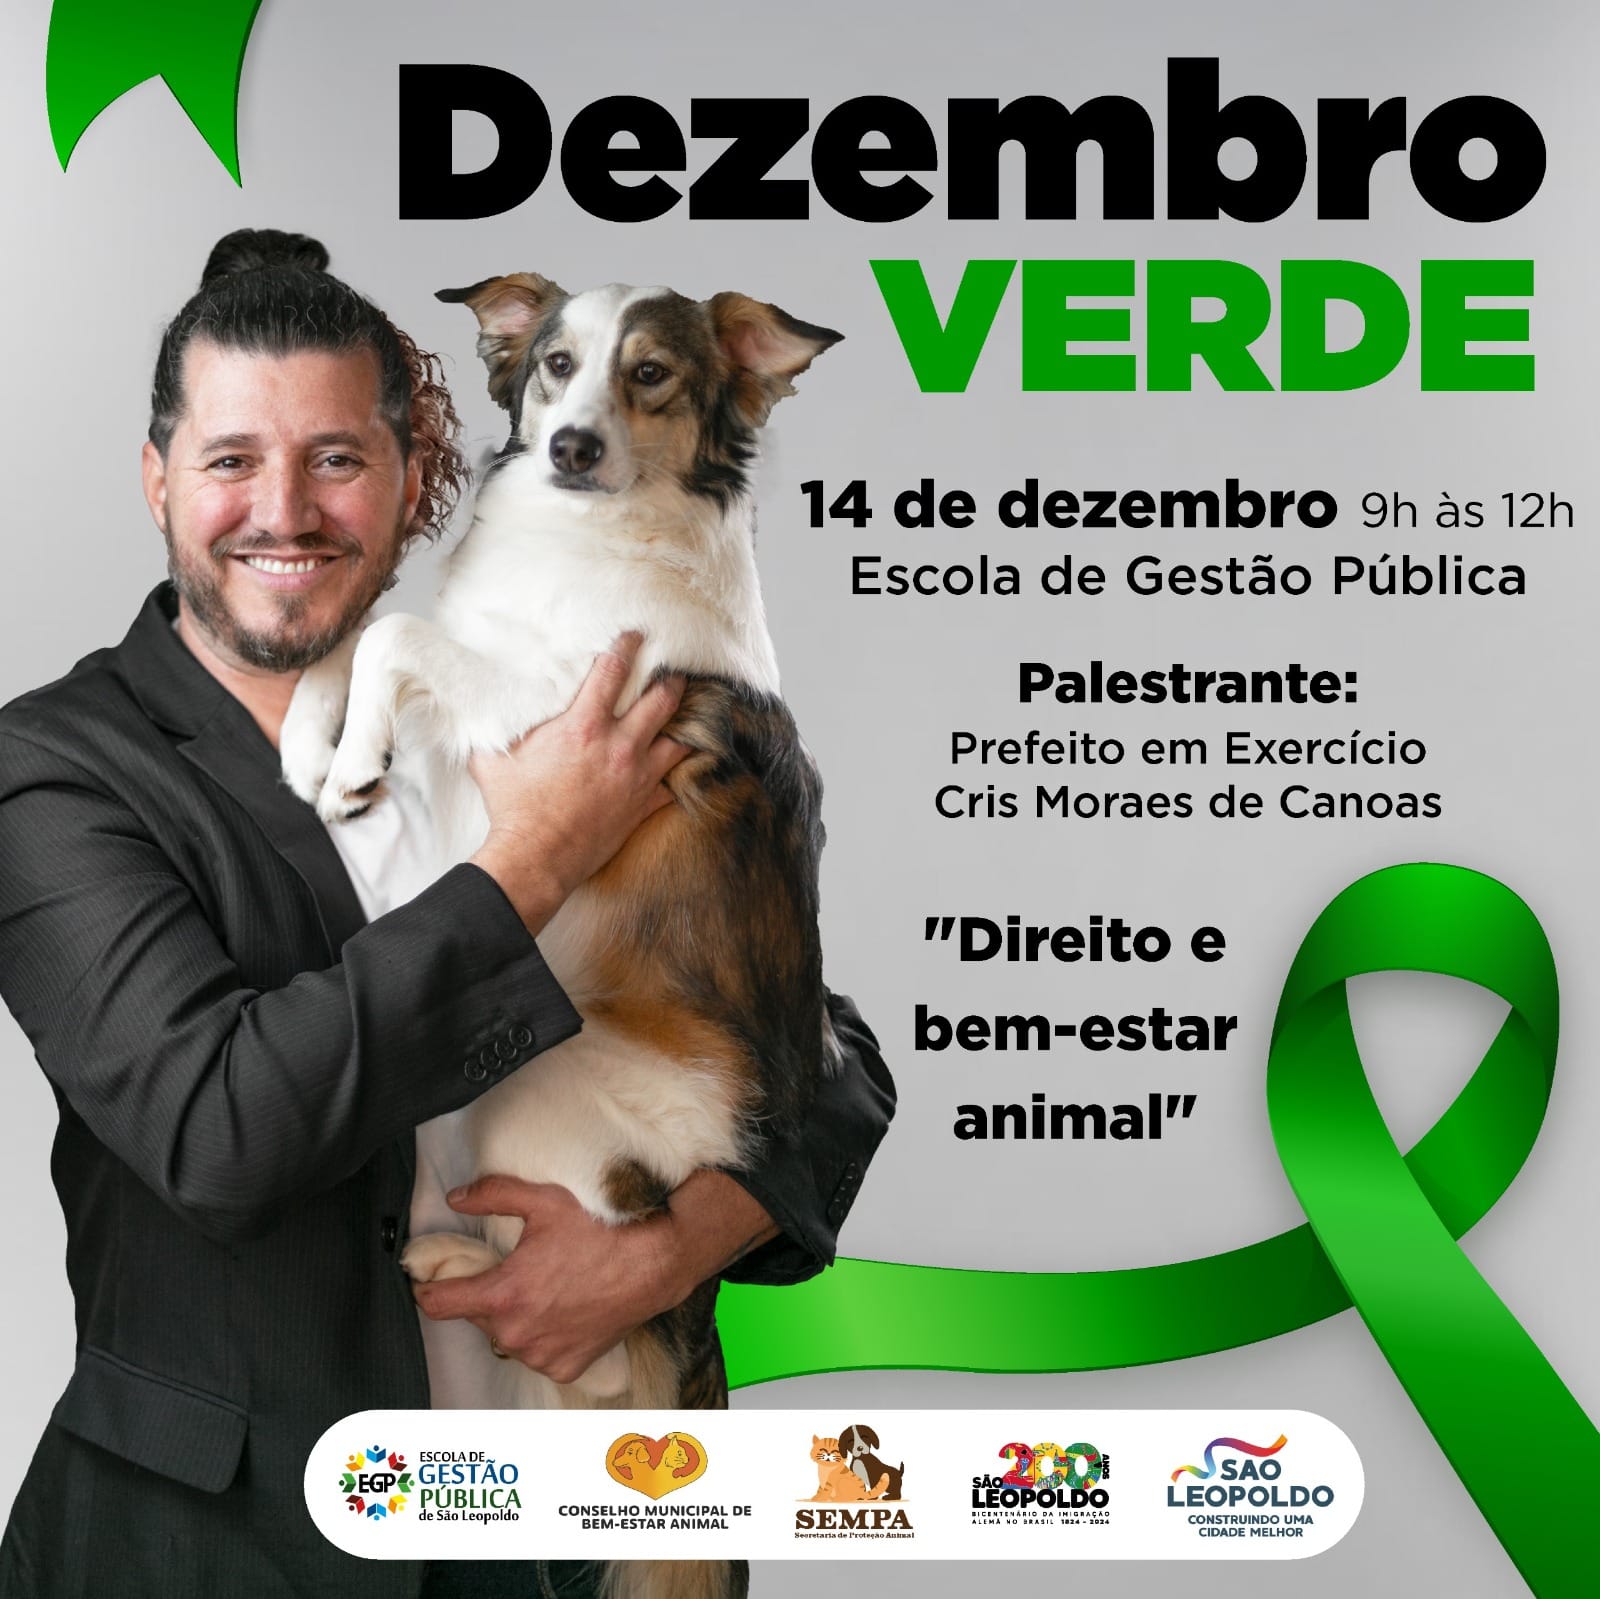 Dezembro
VERDE
14 de dezembro 9h às 12h
Escola de Gestão Pública
Palestrante:
Prefeito em Exercício
Cris Moraes de Canoas
"Direito e
bem-estar
animal"
EGP
ESCOLA DE
GESTÃO
PÚBLICA
de São Leopoldo
CONSELHO MUNICIPAL DE
BEM-ESTAR ANIMAL
SEMPA
Secretaria de Proteção Animal
SÃO 200 ANOS
LEOPOLDO
BICENTENÁRIO DA IMIGRAÇÃO
ALEMÃ NO BRASIL 1824 - 2024
SÃO
LEOPOLDO
CONSTRUINDO UMA
CIDADE MELHOR